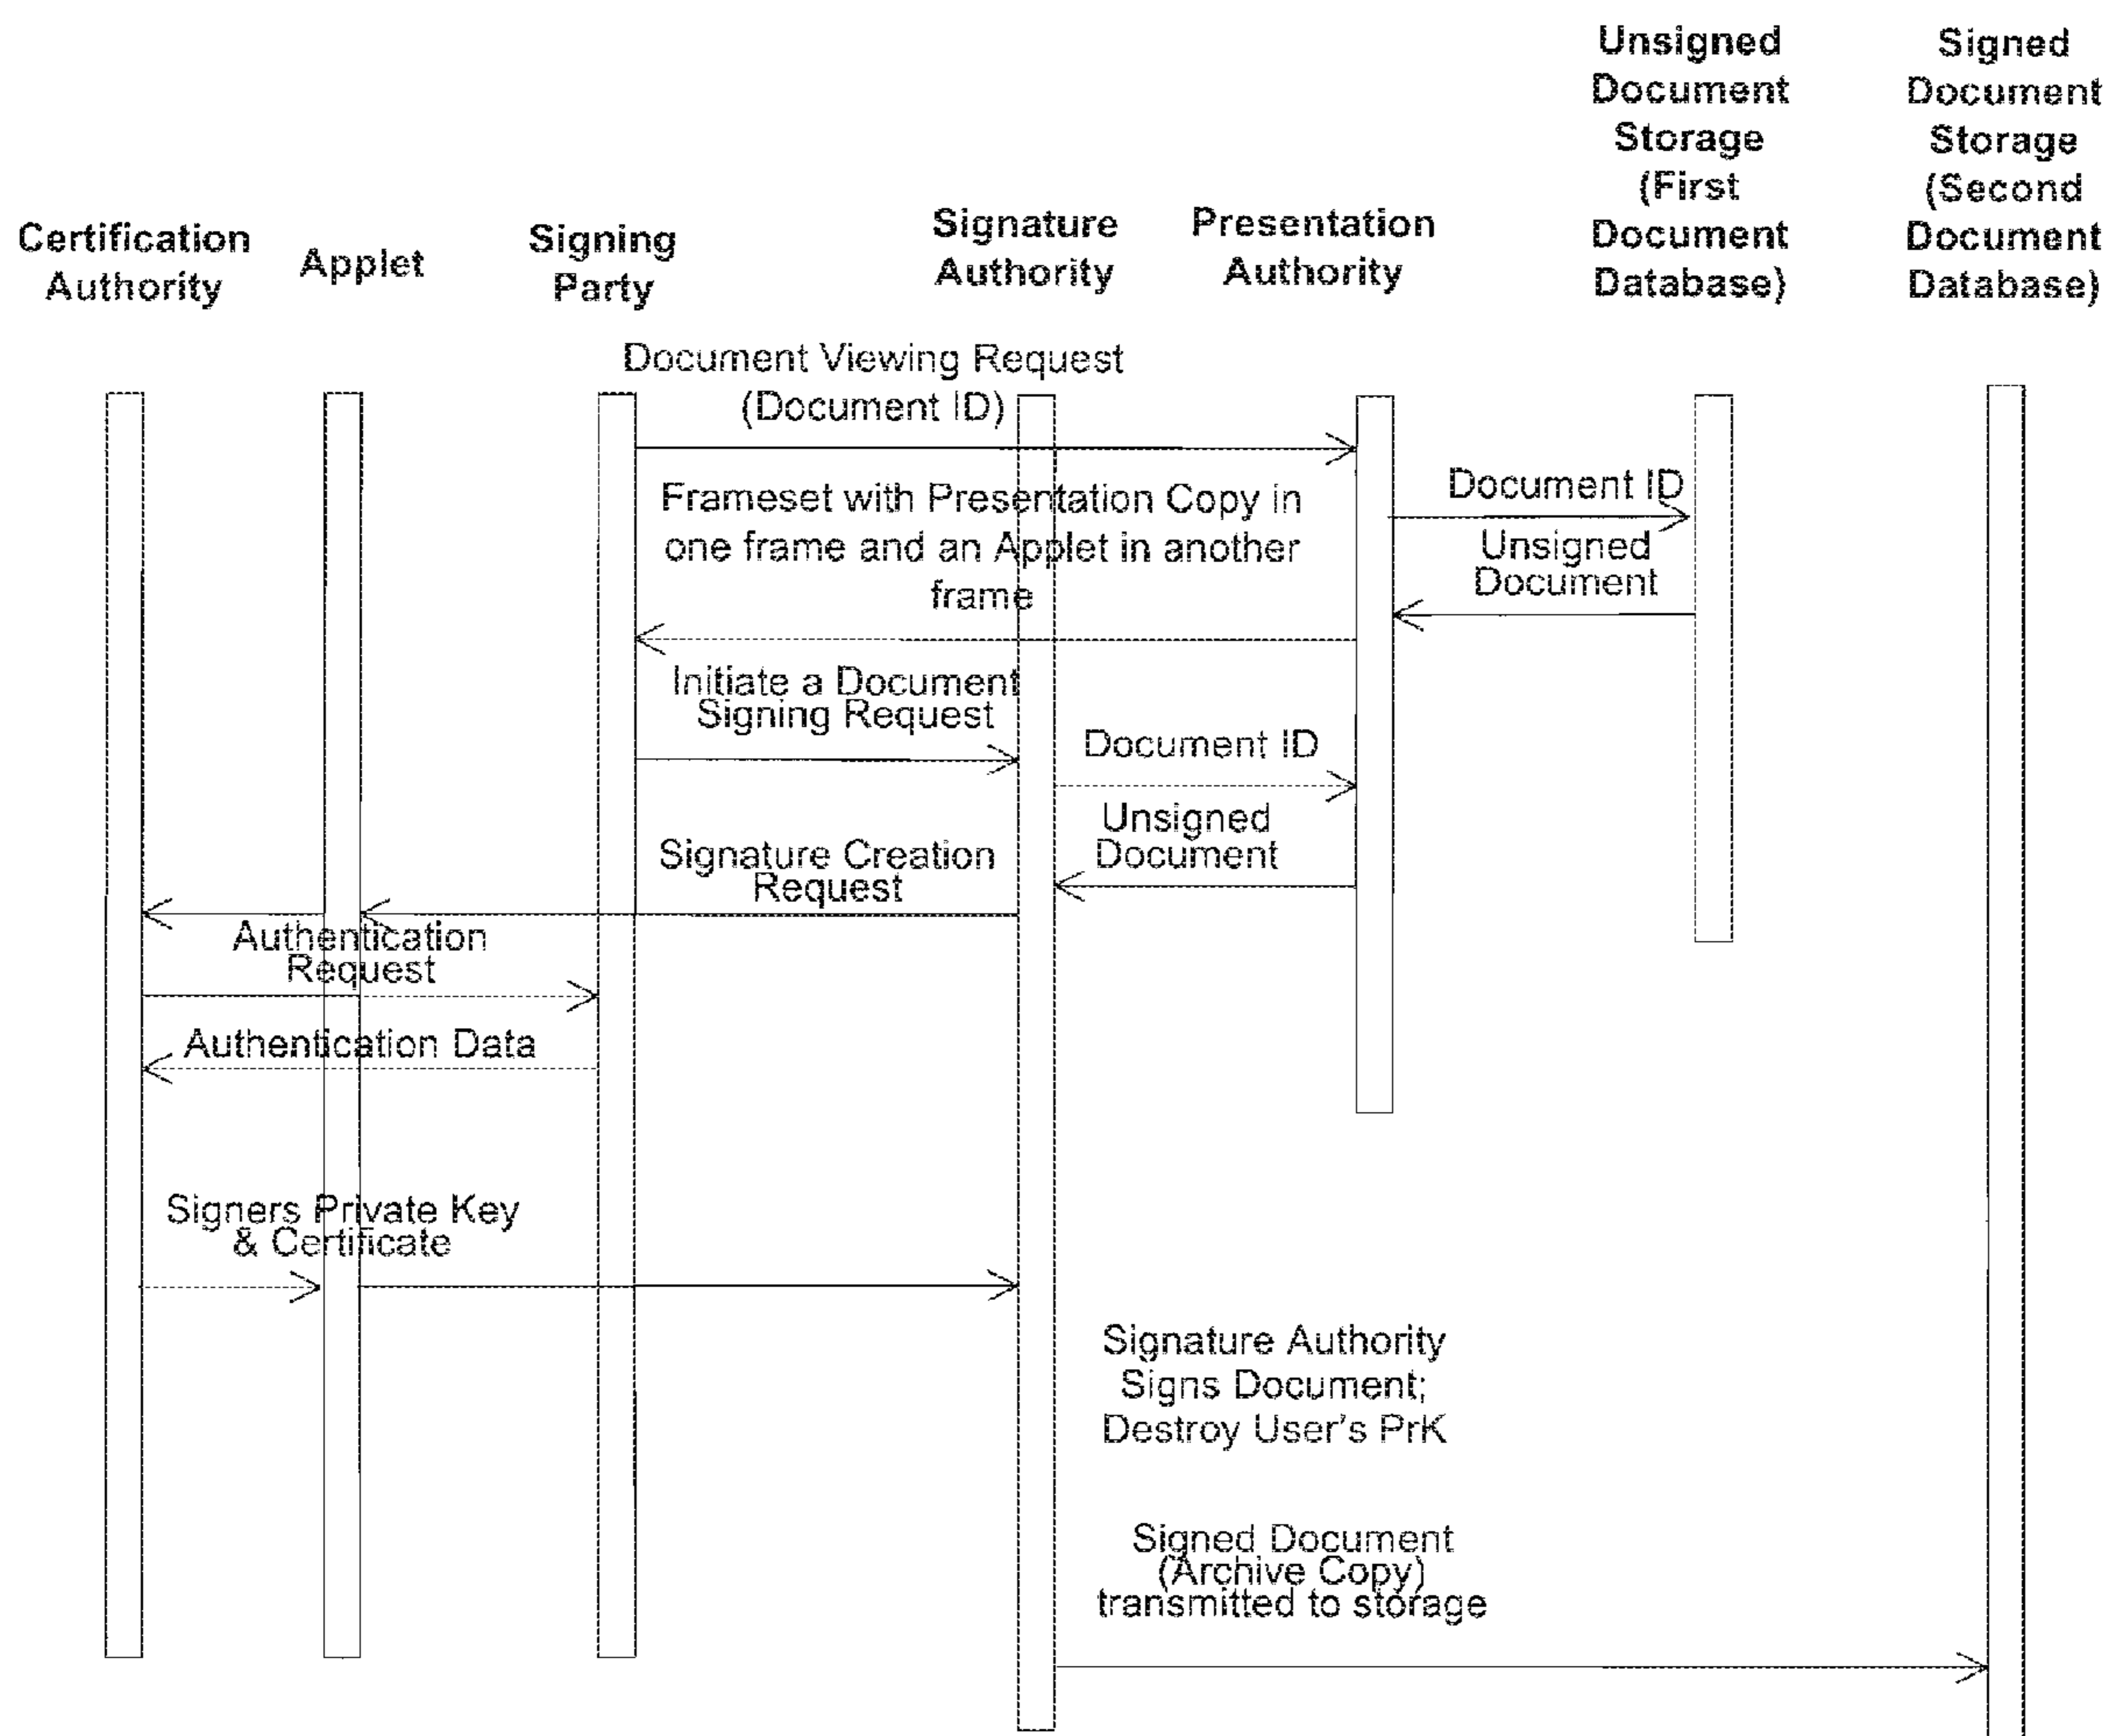 Certification
Authority
Applet
Signing
Party
Signature
Authority
Presentation
Authority
Unsigned
Document
Storage
(First
Document
Database)
Signed
Document
Storage
(Second
Document
Database)
Document Viewing Request
(Document ID)
Document ID
Unsigned
Document
Frameset with Presentation Copy in
one frame and an Applet in another
frame
Initiate a Document
Signing Request
Document ID
Unsigned
Document
Signature Creation
Request
Authentication
Request
Authentication Data
Signers Private Key
& Certificate
Signature Authority
Signs Document;
Destroy User's PrK
Signed Document
(Archive Copy)
transmitted to storage